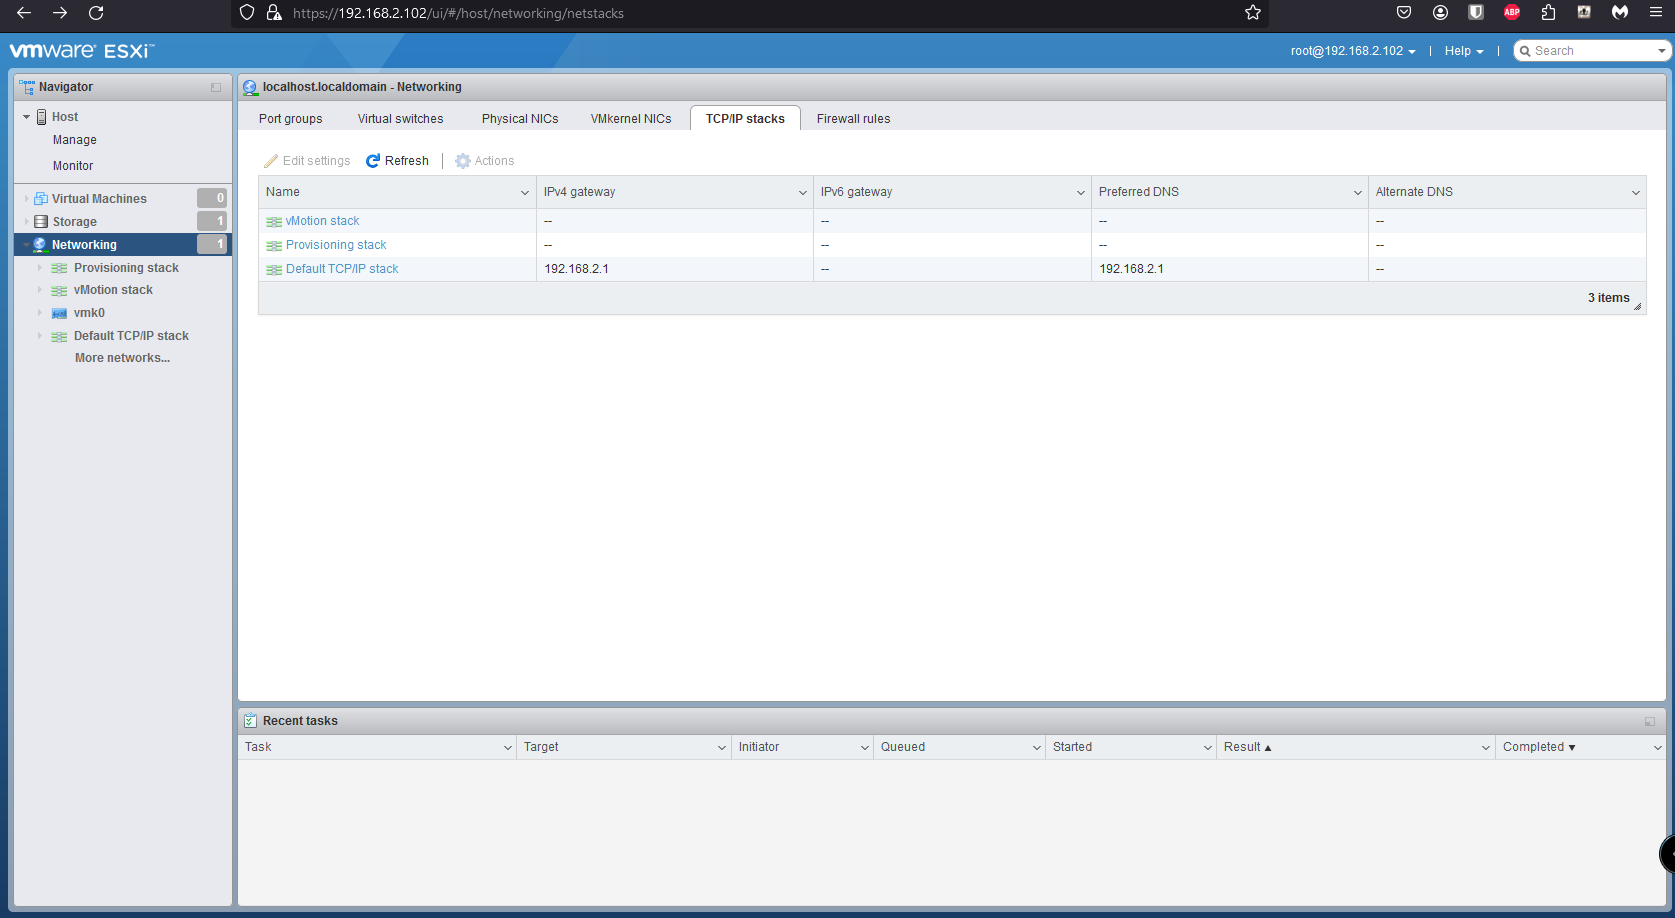 https://192.168.2.102/ui/#/host/networking/netstacks
ABP
vmware ESXi™
root@192.168.2.102 | Help | Search
Navigator
Host
Manage
Monitor
Virtual Machines 0
Storage 1
Networking 1
Provisioning stack
vMotion stack
vmk0
Default TCP/IP stack
More networks...
localhost.localdomain - Networking
Port groups Virtual switches Physical NICs VMkernel NICs TCP/IP stacks Firewall rules
Edit settings Refresh | Actions
Name IPv4 gateway IPv6 gateway Preferred DNS Alternate DNS
vMotion stack -- -- -- --
Provisioning stack -- -- -- --
Default TCP/IP stack 192.168.2.1 -- 192.168.2.1 --
3 items
Recent tasks
Task Target Initiator Queued Started Result ▲ Completed ▼